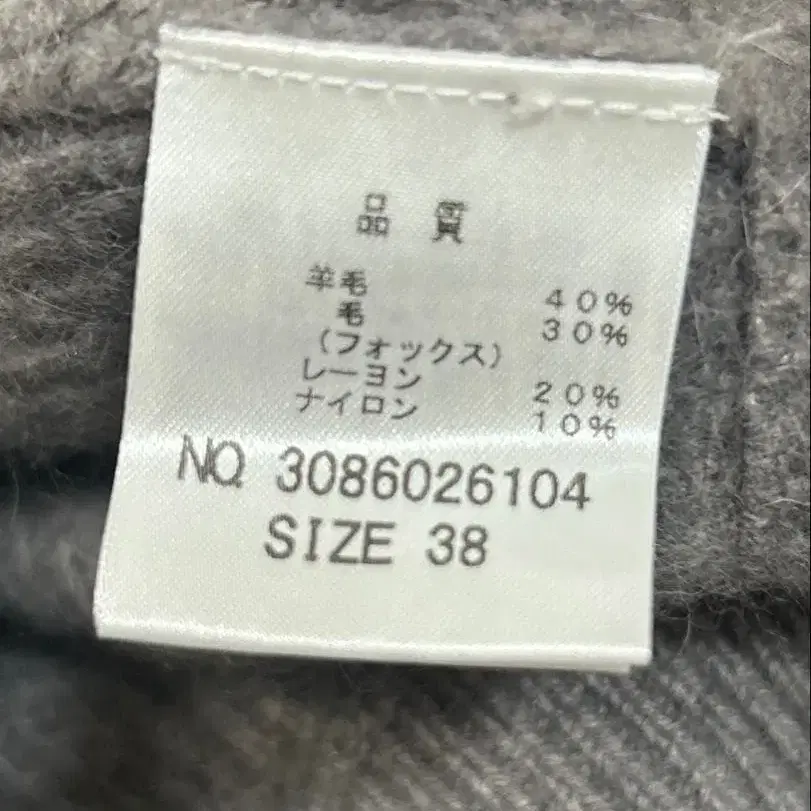 品 質
羊毛 40%
毛 30%
(フォックス)
レーヨン 20%
ナイロン 10%
NO. 3086026104
SIZE 38